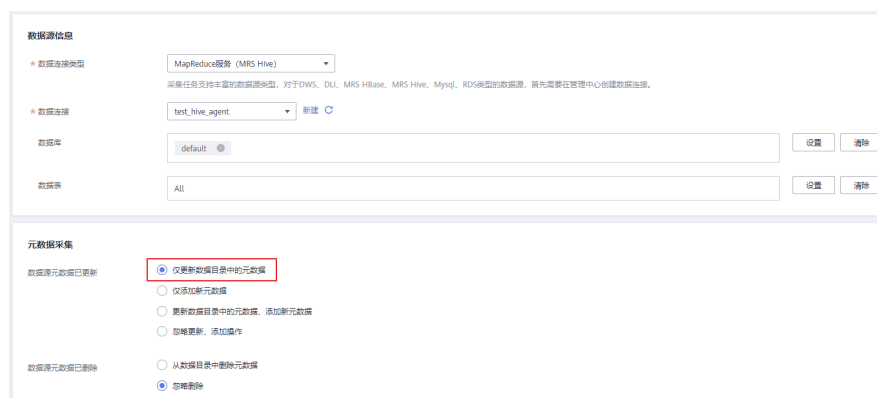 数据源信息
* 数据连接类型 MapReduce服务（MRS Hive）
采集任务支持丰富的数据源类型，对于DWS、DLI、MRS HBase、MRS Hive、Mysql、RDS类型的数据源，首先需要在管理中心创建数据连接。
* 数据连接 test_hive_agent 新建
数据库 default 设置 清除
数据表 All 设置 清除
元数据采集
数据源元数据已更新 仅更新数据目录中的元数据
仅添加新元数据
更新数据目录中的元数据、添加新元数据
忽略更新、添加操作
数据源元数据已删除 从数据目录中删除元数据
忽略删除